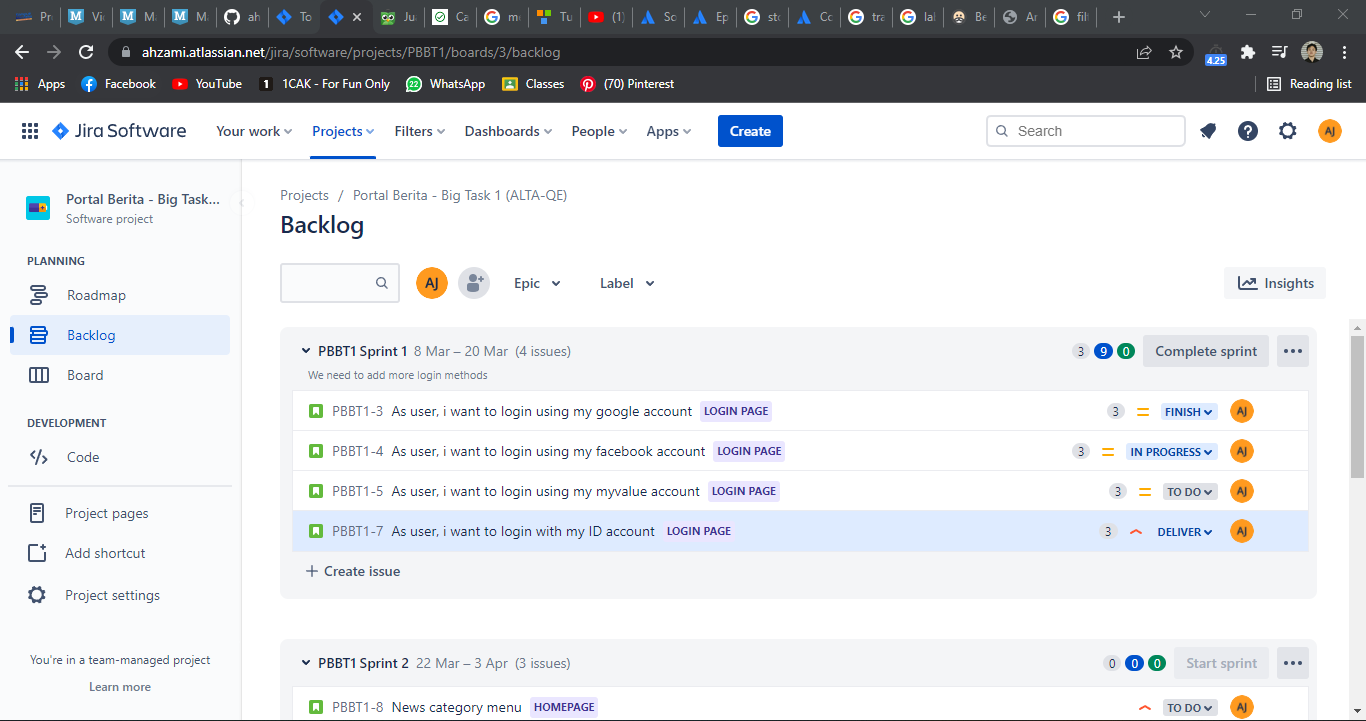 Pr
Vi
M
M
ah
To
Ju
Ca
m
Tu
(1)
Sc
Ep
stc
Cc
tra
lal
Be
Ar
filt
ahzami.atlassian.net/jira/software/projects/PBBT1/boards/3/backlog
4.25
Apps Facebook YouTube 1 1CAK - For Fun Only 22 WhatsApp Classes (70) Pinterest Reading list
Jira Software Your work Projects Filters Dashboards People Apps Create Search AJ
Portal Berita - Big Task...
Software project
PLANNING
Roadmap
Backlog
Board
DEVELOPMENT
Code
Project pages
Add shortcut
Project settings
You're in a team-managed project
Learn more
Projects / Portal Berita - Big Task 1 (ALTA-QE)
Backlog
AJ Epic Label Insights
PBBT1 Sprint 1 8 Mar – 20 Mar (4 issues) 3 9 0 Complete sprint
We need to add more login methods
PBBT1-3 As user, i want to login using my google account LOGIN PAGE 3 FINISH AJ
PBBT1-4 As user, i want to login using my facebook account LOGIN PAGE 3 IN PROGRESS AJ
PBBT1-5 As user, i want to login using my myvalue account LOGIN PAGE 3 TO DO AJ
PBBT1-7 As user, i want to login with my ID account LOGIN PAGE 3 DELIVER AJ
+ Create issue
PBBT1 Sprint 2 22 Mar – 3 Apr (3 issues) 0 0 0 Start sprint
PBBT1-8 News category menu HOMEPAGE TO DO AJ